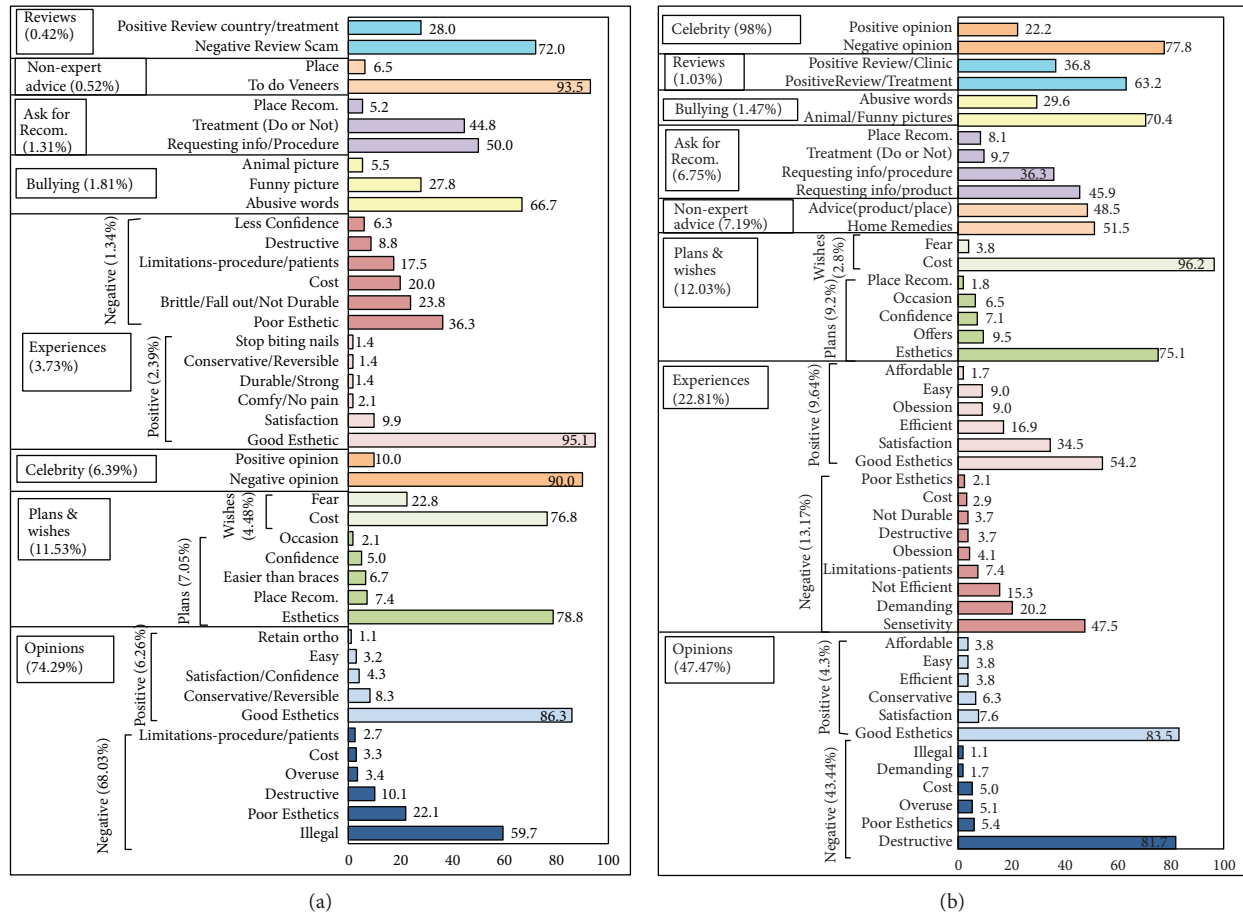 Reviews
(0.42%)
Positive Review country/treatment 28.0
Negative Review Scam 72.0
Non-expert
advice (0.52%)
Place 6.5
To do Veneers 93.5
Ask for
Recom.
(1.31%)
Place Recom. 5.2
Treatment (Do or Not) 44.8
Requesting info/Procedure 50.0
Bullying (1.81%)
Animal picture 5.5
Funny picture 27.8
Abusive words 66.7
Experiences
(3.73%)
Negative (1.34%)
Less Confidence 6.3
Destructive 8.8
Limitations-procedure/patients 17.5
Cost 20.0
Brittle/Fall out/Not Durable 23.8
Poor Esthetic 36.3
Positive (2.39%)
Stop biting nails 1.4
Conservative/Reversible 1.4
Durable/Strong 1.4
Comfy/No pain 2.1
Satisfaction 9.9
Good Esthetic 95.1
Celebrity (6.39%)
Positive opinion 10.0
Negative opinion 90.0
Plans &
wishes
(11.53%)
Wishes
(4.48%)
Fear 22.8
Cost 76.8
Plans (7.05%)
Occasion 2.1
Confidence 5.0
Easier than braces 6.7
Place Recom. 7.4
Esthetics 78.8
Opinions
(74.29%)
Positive (6.26%)
Retain ortho 1.1
Easy 3.2
Satisfaction/Confidence 4.3
Conservative/Reversible 8.3
Good Esthetics 86.3
Negative (68.03%)
Limitations-procedure/patients 2.7
Cost 3.3
Overuse 3.4
Destructive 10.1
Poor Esthetics 22.1
Illegal 59.7
0 20 40 60 80 100
(a)
Celebrity (98%)
Positive opinion 22.2
Negative opinion 77.8
Reviews
(1.03%)
Positive Review/Clinic 36.8
PositiveReview/Treatment 63.2
Bullying (1.47%)
Abusive words 29.6
Animal/Funny pictures 70.4
Ask for
Recom.
(6.75%)
Place Recom. 8.1
Treatment (Do or Not) 9.7
Requesting info/procedure 36.3
Requesting info/product 45.9
Non-expert
advice (7.19%)
Advice(product/place) 48.5
Home Remedies 51.5
Plans &
wishes
(12.03%)
Wishes
(2.8%)
Fear 3.8
Cost 96.2
Plans (9.2%)
Place Recom. 1.8
Occasion 6.5
Confidence 7.1
Offers 9.5
Esthetics 75.1
Experiences
(22.81%)
Positive (9.64%)
Affordable 1.7
Easy 9.0
Obession 9.0
Efficient 16.9
Satisfaction 34.5
Good Esthetics 54.2
Negative (13.17%)
Poor Esthetics 2.1
Cost 2.9
Not Durable 3.7
Destructive 3.7
Obession 4.1
Limitations-patients 7.4
Not Efficient 15.3
Demanding 20.2
Sensetivity 47.5
Opinions
(47.47%)
Positive (4.3%)
Affordable 3.8
Easy 3.8
Efficient 3.8
Conservative 6.3
Satisfaction 7.6
Good Esthetics 83.5
Negative (43.44%)
Illegal 1.1
Demanding 1.7
Cost 5.0
Overuse 5.1
Poor Esthetics 5.4
Destructive 81.7
0 20 40 60 80 100
(b)